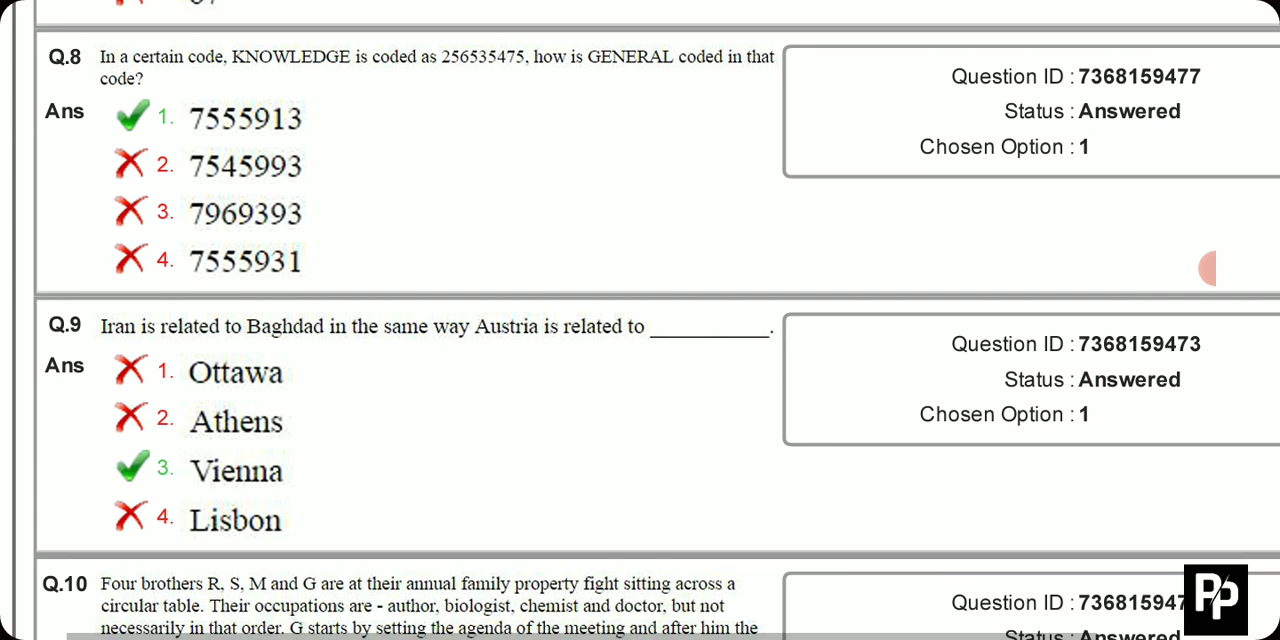 Q.8 In a certain code, KNOWLEDGE is coded as 256535475, how is GENERAL coded in that
code?
Ans 1. 7555913
2. 7545993
3. 7969393
4. 7555931
Question ID : 7368159477
Status : Answered
Chosen Option : 1
Q.9 Iran is related to Baghdad in the same way Austria is related to __________.
Ans 1. Ottawa
2. Athens
3. Vienna
4. Lisbon
Question ID : 7368159473
Status : Answered
Chosen Option : 1
Q.10 Four brothers R, S, M and G are at their annual family property fight sitting across a
circular table. Their occupations are - author, biologist, chemist and doctor, but not
necessarily in that order. G starts by setting the agenda of the meeting and after him the
Question ID : 736815947
Status : Answered
PP